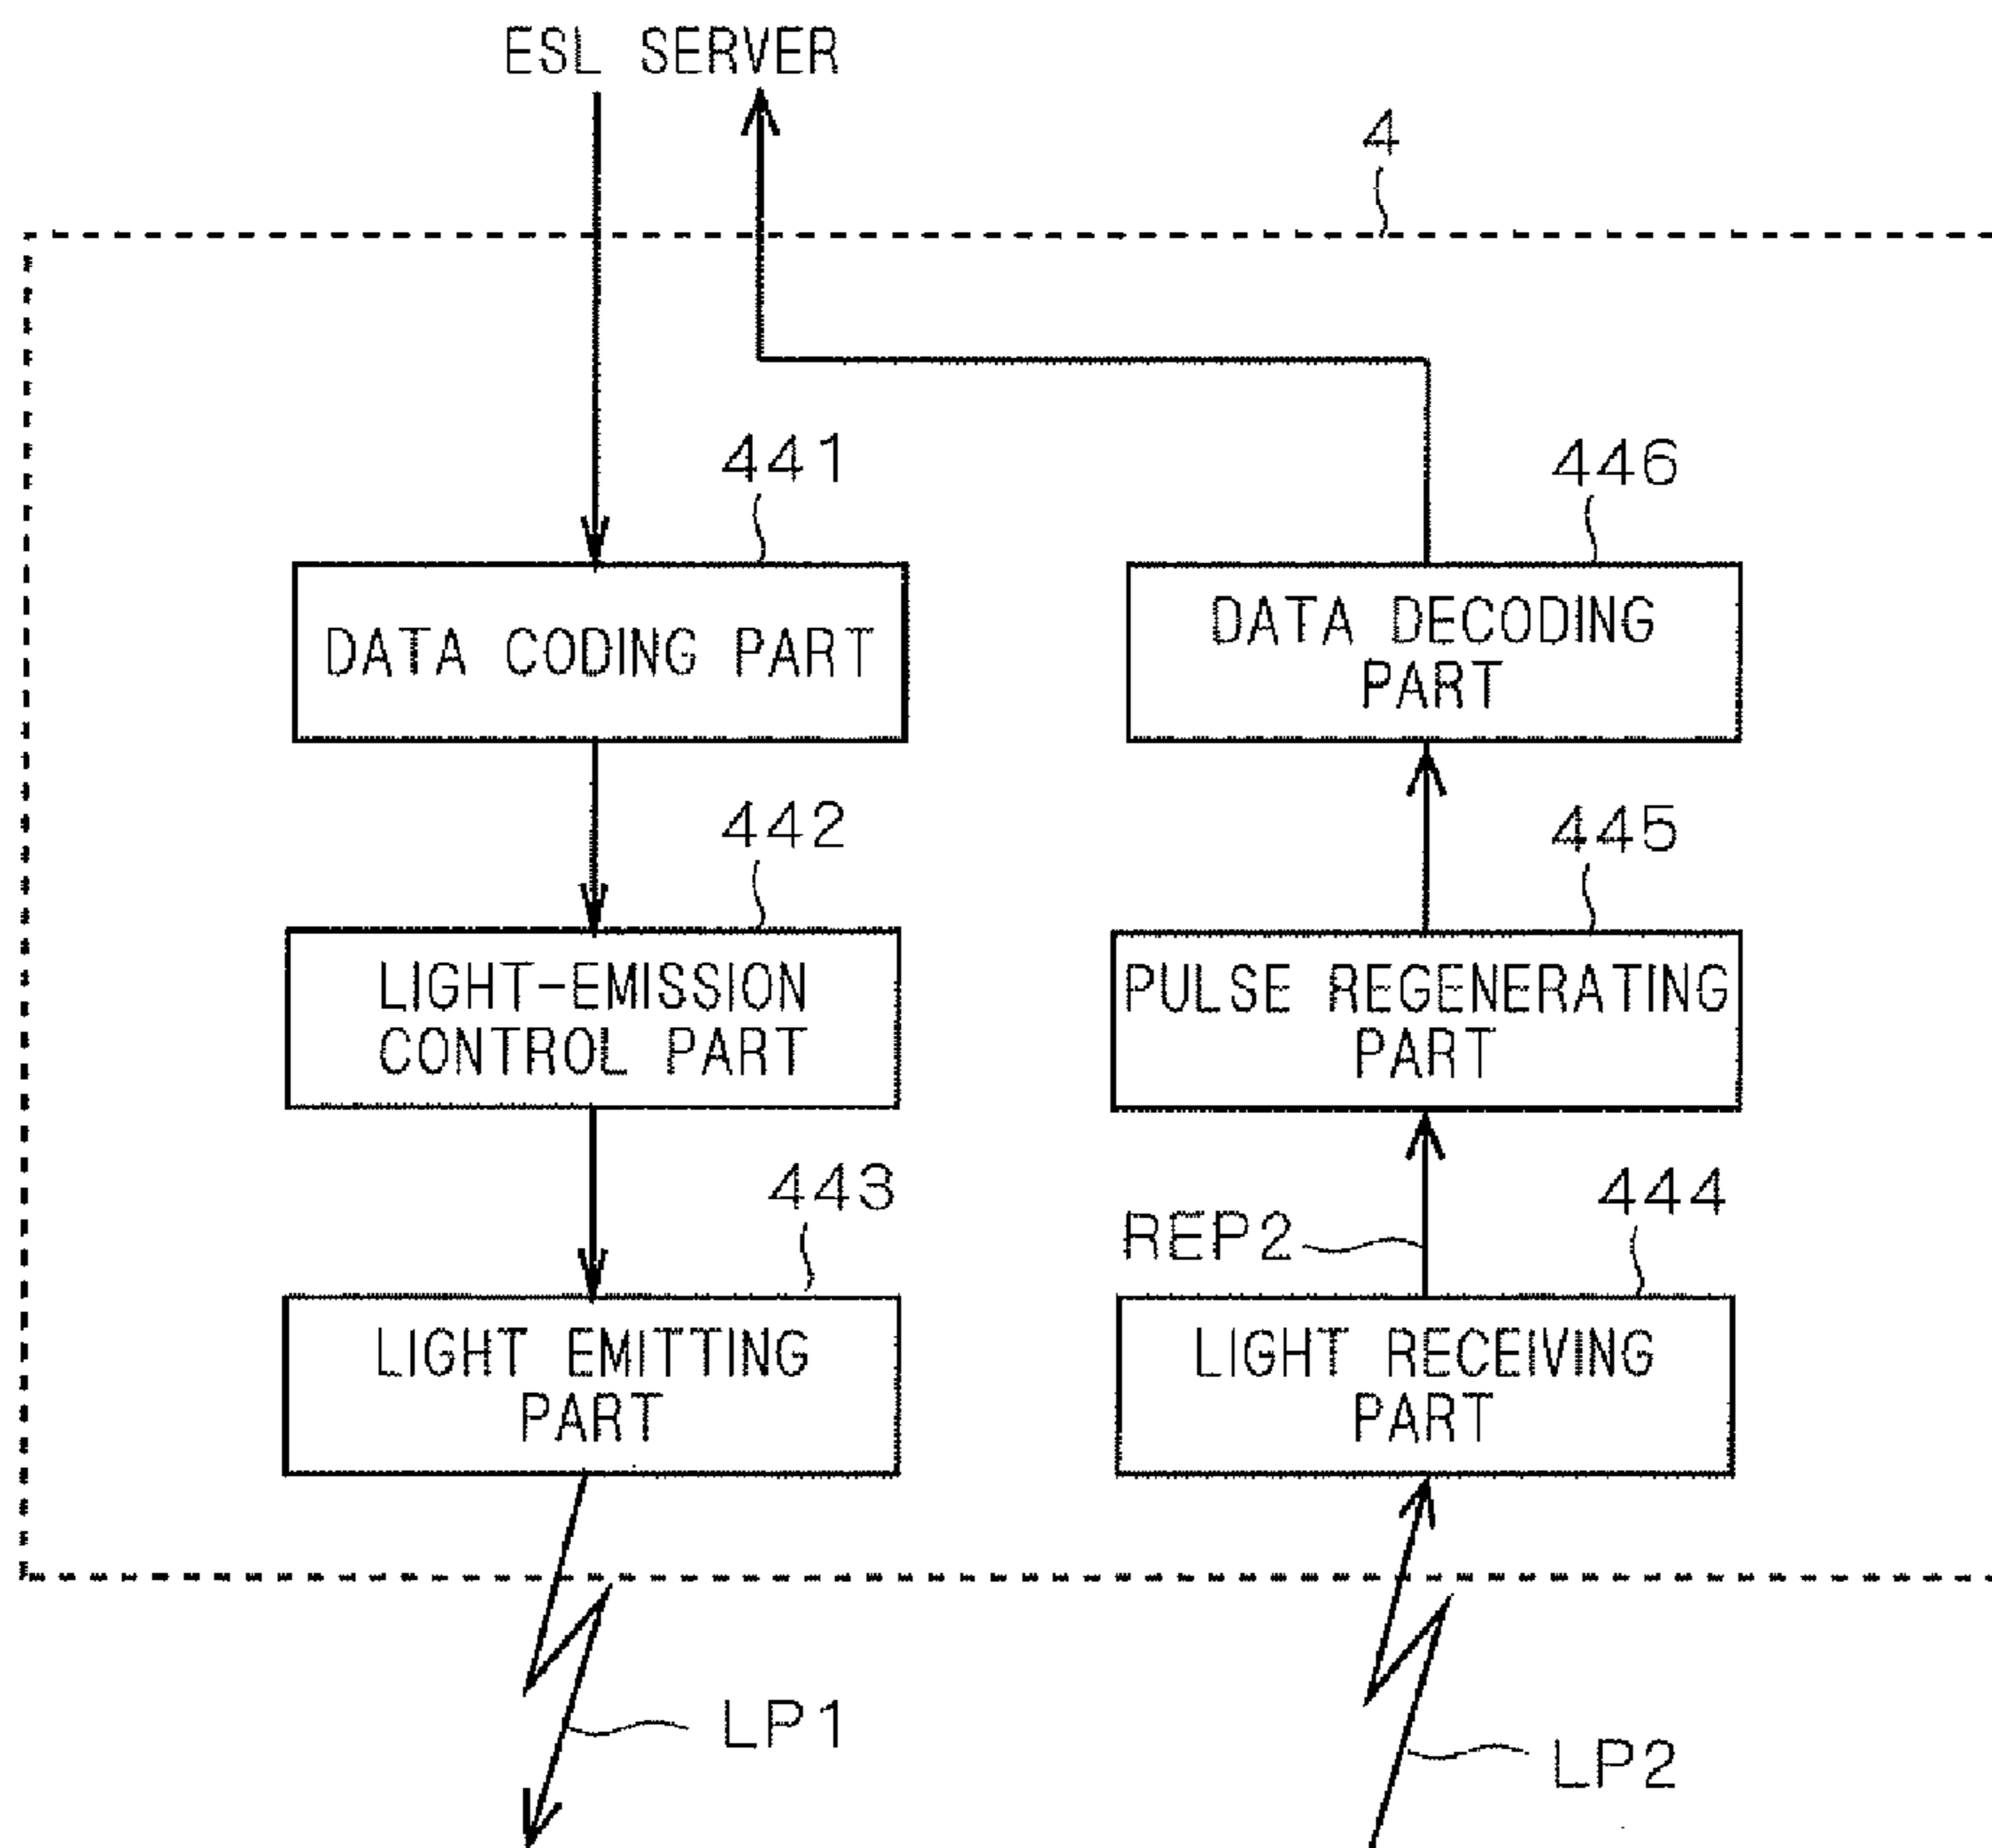 ESL SERVER
4
441
446
DATA CODING PART
DATA DECODING
PART
442
445
LIGHT-EMISSION
CONTROL PART
PULSE REGENERATING
PART
443
REP2
444
LIGHT EMITTING
PART
LIGHT RECEIVING
PART
LP1
LP2